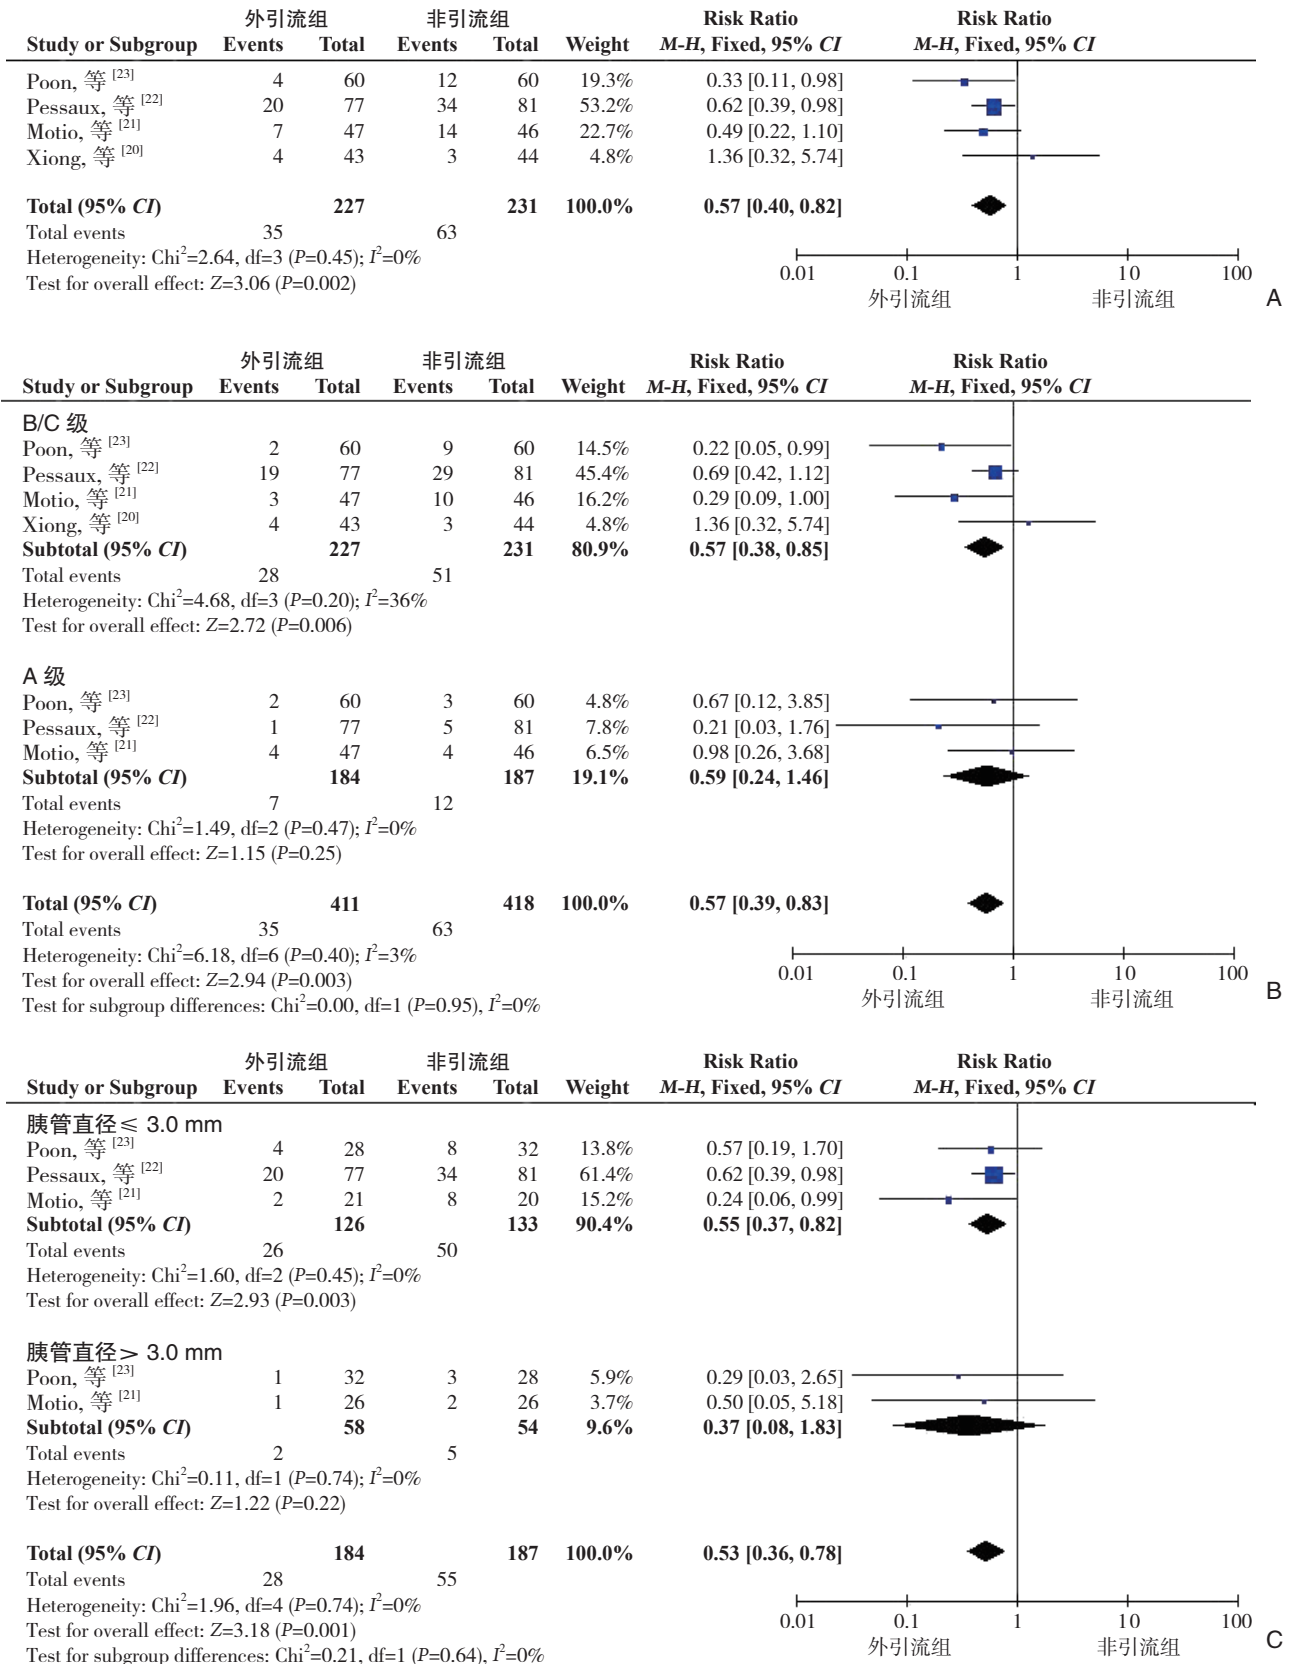 外引流组 非引流组 Risk Ratio Risk Ratio
Study or Subgroup Events Total Events Total Weight M-H, Fixed, 95% CI M-H, Fixed, 95% CI
Poon, 等 [23] 4 60 12 60 19.3% 0.33 [0.11, 0.98]
Pessaux, 等 [22] 20 77 34 81 53.2% 0.62 [0.39, 0.98]
Motio, 等 [21] 7 47 14 46 22.7% 0.49 [0.22, 1.10]
Xiong, 等 [20] 4 43 3 44 4.8% 1.36 [0.32, 5.74]
Total (95% CI) 227 231 100.0% 0.57 [0.40, 0.82]
Total events 35 63
Heterogeneity: Chi²=2.64, df=3 (P=0.45); I²=0%
Test for overall effect: Z=3.06 (P=0.002)
0.01 0.1 1 10 100
外引流组 非引流组 A
外引流组 非引流组 Risk Ratio Risk Ratio
Study or Subgroup Events Total Events Total Weight M-H, Fixed, 95% CI M-H, Fixed, 95% CI
B/C 级
Poon, 等 [23] 2 60 9 60 14.5% 0.22 [0.05, 0.99]
Pessaux, 等 [22] 19 77 29 81 45.4% 0.69 [0.42, 1.12]
Motio, 等 [21] 3 47 10 46 16.2% 0.29 [0.09, 1.00]
Xiong, 等 [20] 4 43 3 44 4.8% 1.36 [0.32, 5.74]
Subtotal (95% CI) 227 231 80.9% 0.57 [0.38, 0.85]
Total events 28 51
Heterogeneity: Chi²=4.68, df=3 (P=0.20); I²=36%
Test for overall effect: Z=2.72 (P=0.006)
A 级
Poon, 等 [23] 2 60 3 60 4.8% 0.67 [0.12, 3.85]
Pessaux, 等 [22] 1 77 5 81 7.8% 0.21 [0.03, 1.76]
Motio, 等 [21] 4 47 4 46 6.5% 0.98 [0.26, 3.68]
Subtotal (95% CI) 184 187 19.1% 0.59 [0.24, 1.46]
Total events 7 12
Heterogeneity: Chi²=1.49, df=2 (P=0.47); I²=0%
Test for overall effect: Z=1.15 (P=0.25)
Total (95% CI) 411 418 100.0% 0.57 [0.39, 0.83]
Total events 35 63
Heterogeneity: Chi²=6.18, df=6 (P=0.40); I²=3%
Test for overall effect: Z=2.94 (P=0.003)
Test for subgroup differences: Chi²=0.00, df=1 (P=0.95), I²=0%
0.01 0.1 1 10 100
外引流组 非引流组 B
外引流组 非引流组 Risk Ratio Risk Ratio
Study or Subgroup Events Total Events Total Weight M-H, Fixed, 95% CI M-H, Fixed, 95% CI
胰管直径≤ 3.0 mm
Poon, 等 [23] 4 28 8 32 13.8% 0.57 [0.19, 1.70]
Pessaux, 等 [22] 20 77 34 81 61.4% 0.62 [0.39, 0.98]
Motio, 等 [21] 2 21 8 20 15.2% 0.24 [0.06, 0.99]
Subtotal (95% CI) 126 133 90.4% 0.55 [0.37, 0.82]
Total events 26 50
Heterogeneity: Chi²=1.60, df=2 (P=0.45); I²=0%
Test for overall effect: Z=2.93 (P=0.003)
胰管直径＞ 3.0 mm
Poon, 等 [23] 1 32 3 28 5.9% 0.29 [0.03, 2.65]
Motio, 等 [21] 1 26 2 26 3.7% 0.50 [0.05, 5.18]
Subtotal (95% CI) 58 54 9.6% 0.37 [0.08, 1.83]
Total events 2 5
Heterogeneity: Chi²=0.11, df=1 (P=0.74); I²=0%
Test for overall effect: Z=1.22 (P=0.22)
Total (95% CI) 184 187 100.0% 0.53 [0.36, 0.78]
Total events 28 55
Heterogeneity: Chi²=1.96, df=4 (P=0.74); I²=0%
Test for overall effect: Z=3.18 (P=0.001)
Test for subgroup differences: Chi²=0.21, df=1 (P=0.64), I²=0%
0.01 0.1 1 10 100
外引流组 非引流组 C